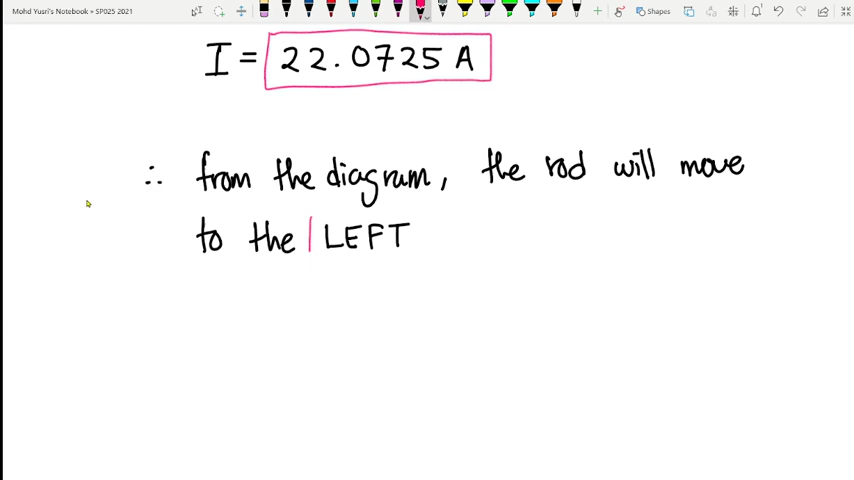 Mohd Yusri's Notebook » SP025 2021
Shapes
I = 22.0725 A
∴ from the diagram, the rod will move
to the LEFT